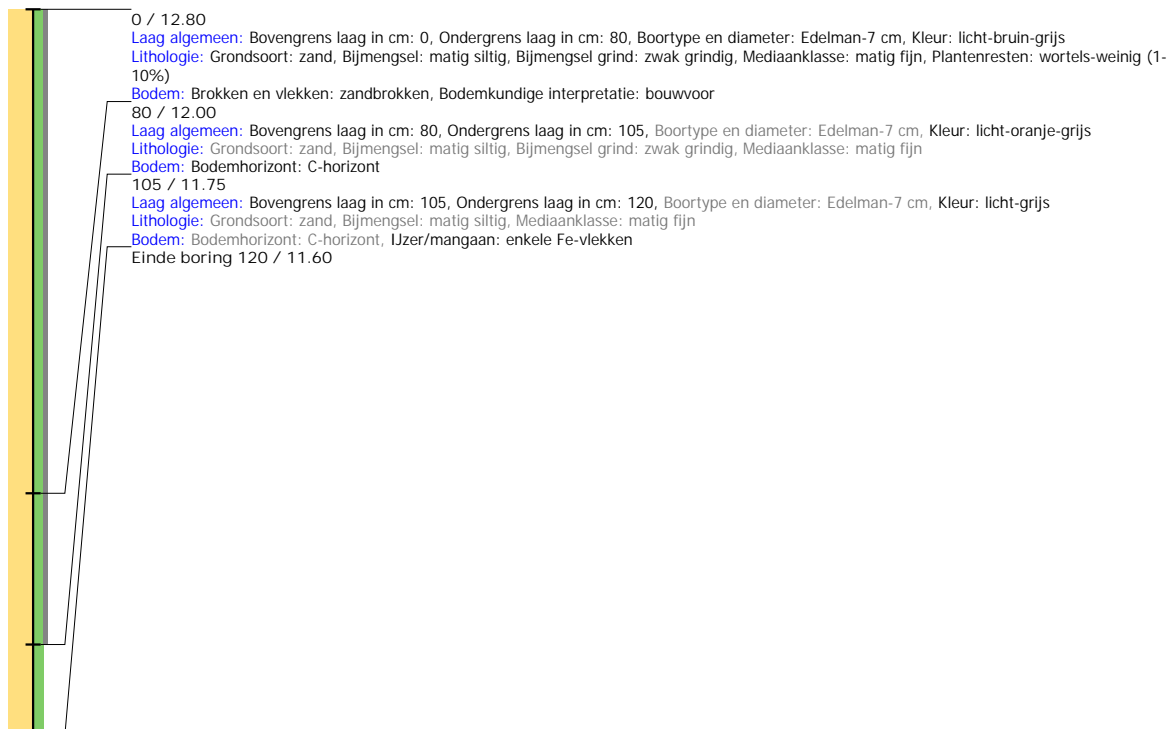 0 / 12.80
Laag algemeen: Bovengrens laag in cm: 0, Ondergrens laag in cm: 80, Boortype en diameter: Edelman-7 cm, Kleur: licht-bruin-grijs
Lithologie: Grondsoort: zand, Bijmengsel: matig siltig, Bijmengsel grind: zwak grindig, Mediaanklasse: matig fijn, Plantenresten: wortels-weinig (1-
10%)
Bodem: Brokken en vlekken: zandbrokken, Bodemkundige interpretatie: bouwvoor
80 / 12.00
Laag algemeen: Bovengrens laag in cm: 80, Ondergrens laag in cm: 105, Boortype en diameter: Edelman-7 cm, Kleur: licht-oranje-grijs
Lithologie: Grondsoort: zand, Bijmengsel: matig siltig, Bijmengsel grind: zwak grindig, Mediaanklasse: matig fijn
Bodem: Bodemhorizont: C-horizont
105 / 11.75
Laag algemeen: Bovengrens laag in cm: 105, Ondergrens laag in cm: 120, Boortype en diameter: Edelman-7 cm, Kleur: licht-grijs
Lithologie: Grondsoort: zand, Bijmengsel: matig siltig, Mediaanklasse: matig fijn
Bodem: Bodemhorizont: C-horizont, IJzer/mangaan: enkele Fe-vlekken
Einde boring 120 / 11.60